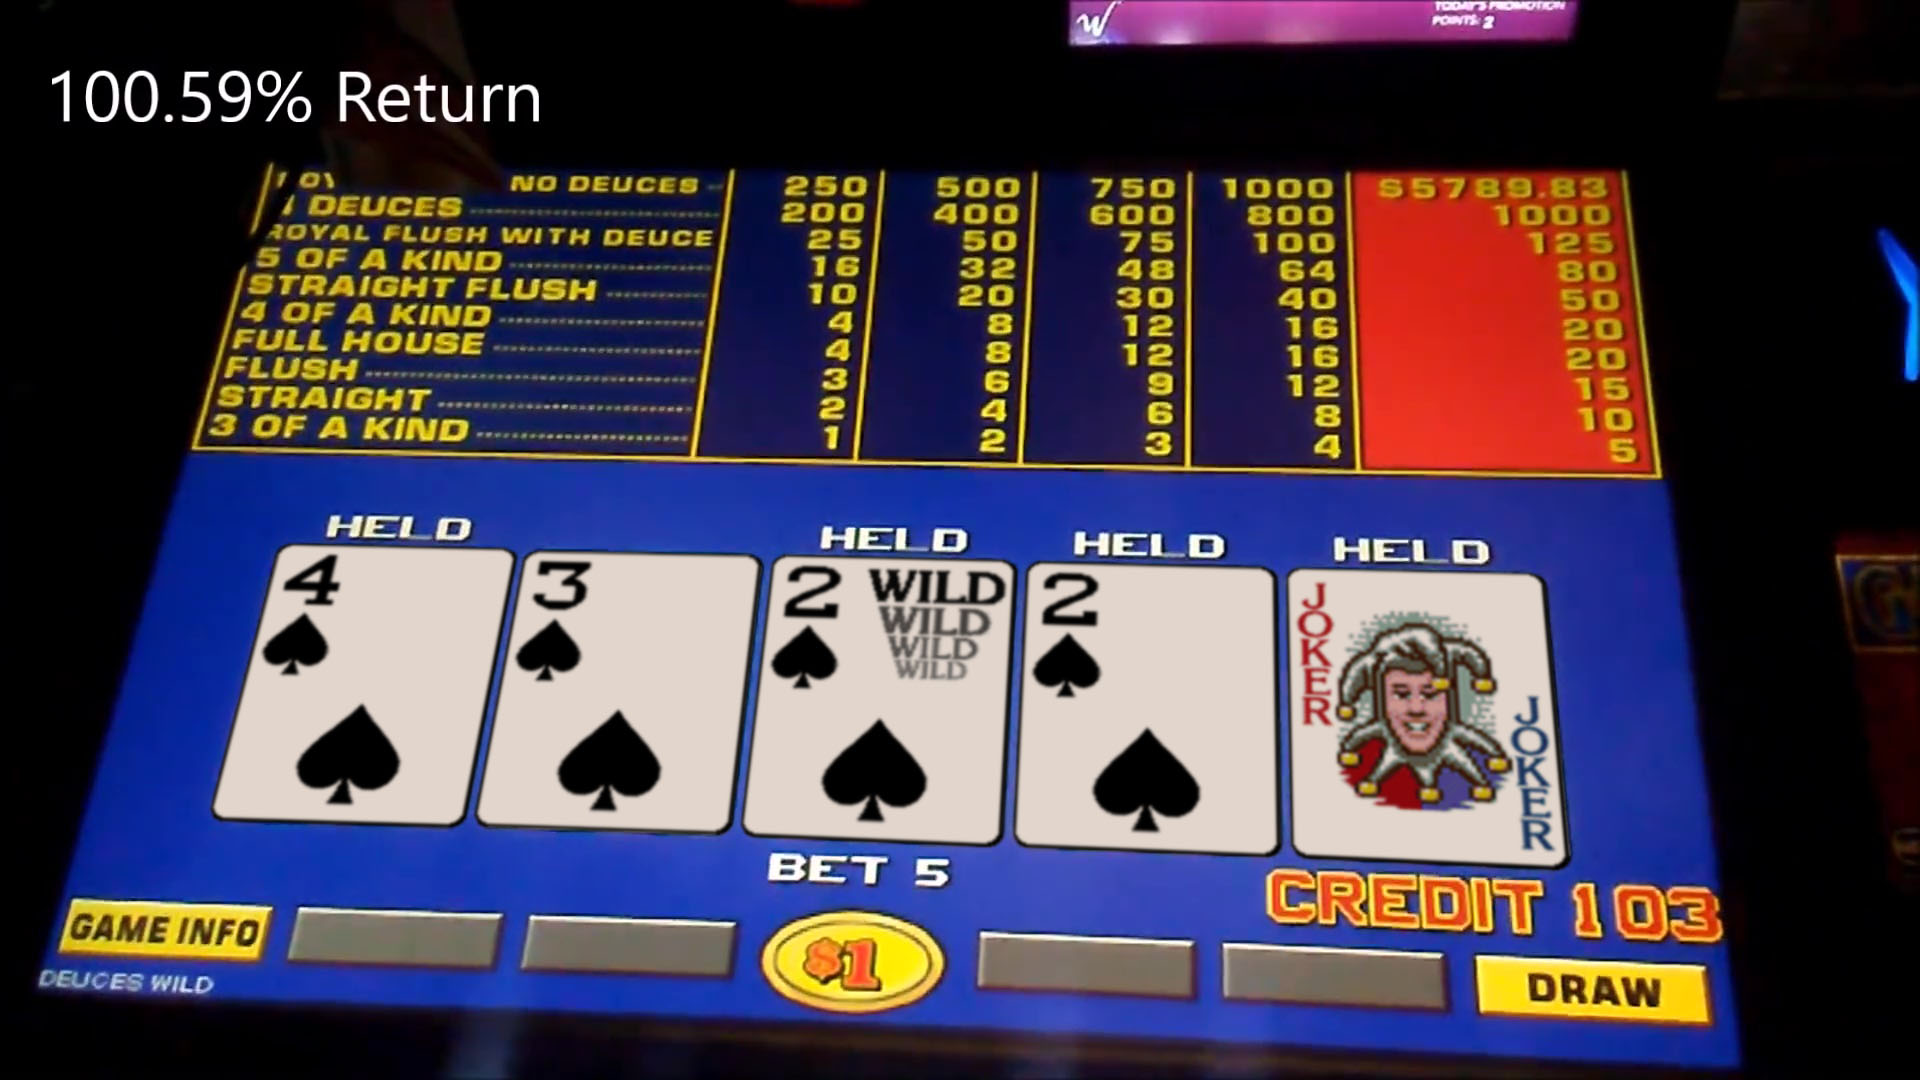 TODAY'S PROMOTION
W
POINTS: 2
100.59% Return
NO DEUCES 250 500 750 1000 $5789.83
DEUCES 200 400 600 800 1000
ROYAL FLUSH WITH DEUCE 25 50 75 100 125
5 OF A KIND 16 32 48 64 80
STRAIGHT FLUSH 10 20 30 40 50
4 OF A KIND 4 8 12 16 20
FULL HOUSE 4 8 12 16 20
FLUSH 3 6 9 12 15
STRAIGHT 2 4 6 8 10
3 OF A KIND 1 2 3 4 5
HELD HELD HELD HELD
4 3 2 WILD 2 JOKER
WILD
WILD
WILD
JOKER
BET 5
CREDIT 103
GAME INFO $1 DRAW
DEUCES WILD